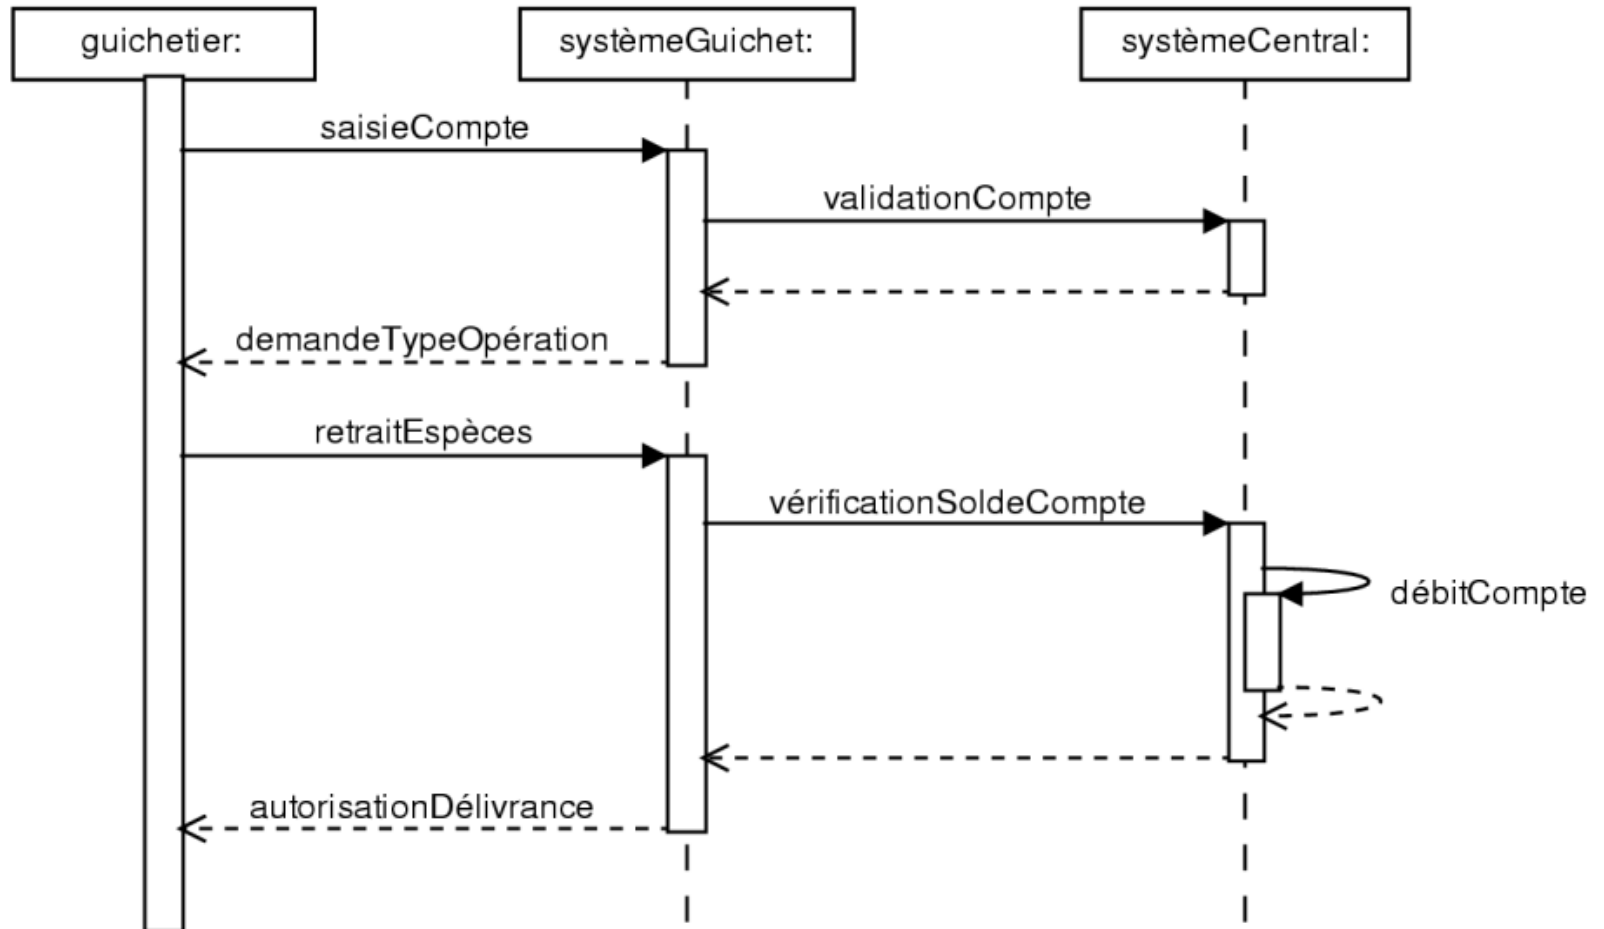 guichetier:
systèmeGuichet:
systèmeCentral:
saisieCompte
validationCompte
demandeTypeOpération
retraitEspèces
vérificationSoldeCompte
débitCompte
autorisationDélivrance